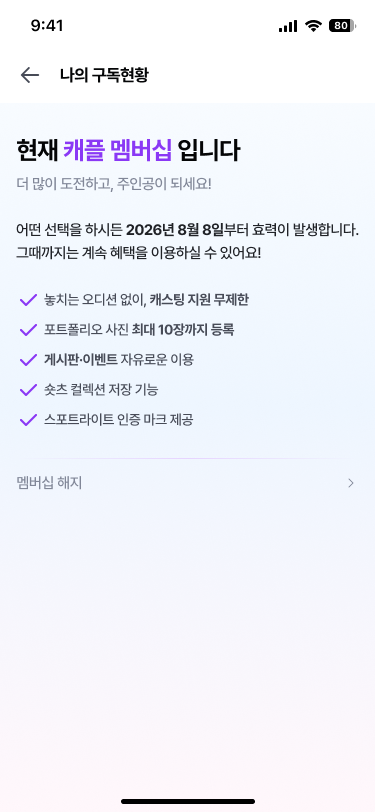 9:41
80
나의 구독현황
현재 캐플 멤버십 입니다
더 많이 도전하고, 주인공이 되세요!
어떤 선택을 하시든 2026년 8월 8일부터 효력이 발생합니다.
그때까지는 계속 혜택을 이용하실 수 있어요!
놓치는 오디션 없이, 캐스팅 지원 무제한
포트폴리오 사진 최대 10장까지 등록
게시판·이벤트 자유로운 이용
숏츠 컬렉션 저장 기능
스포트라이트 인증 마크 제공
멤버십 해지